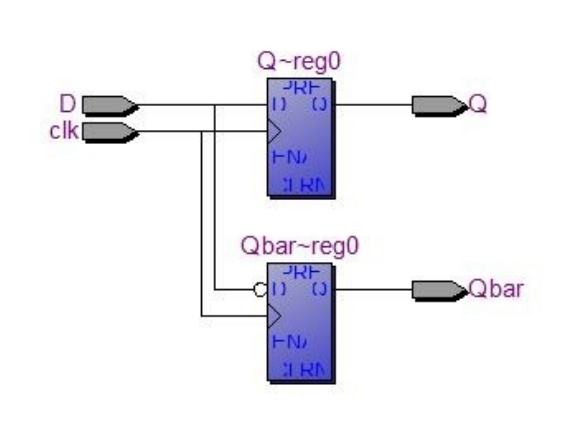 Q~reg0
PRE
D Q
D
clk
ENA
CLRN
Q
Qbar~reg0
PRE
D Q
ENA
CLRN
Qbar